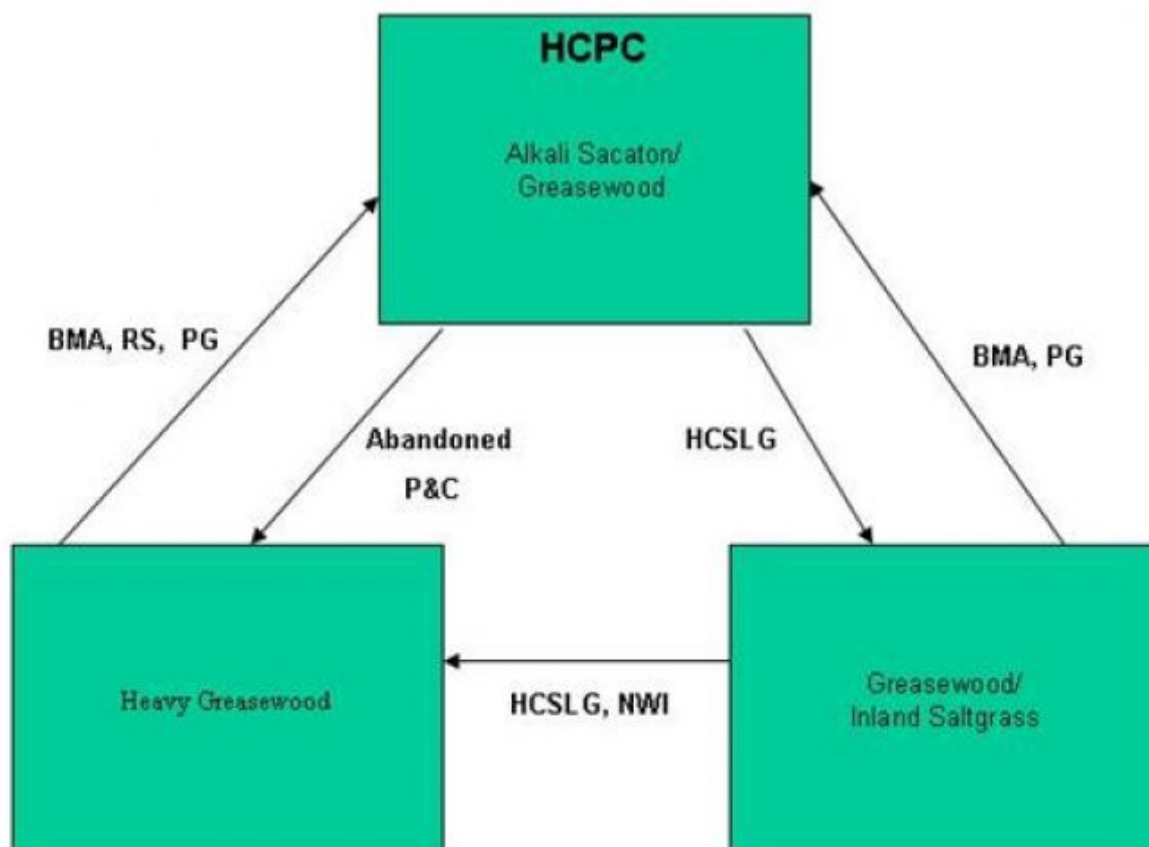 HCPC
Alkali Sacaton/
Greasewood
BMA, RS, PG
BMA, PG
Abandoned
P&C
HCSLG
Heavy Greasewood
HCSLG, NWI
Greasewood/
Inland Saltgrass